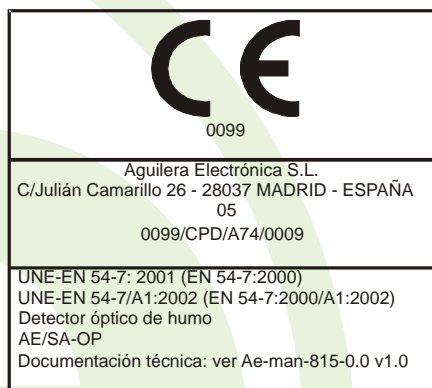 CE
0099
Aguilera Electrónica S.L.
C/Julián Camarillo 26 - 28037 MADRID - ESPAÑA
05
0099/CPD/A74/0009
UNE-EN 54-7: 2001 (EN 54-7:2000)
UNE-EN 54-7/A1:2002 (EN 54-7:2000/A1:2002)
Detector óptico de humo
AE/SA-OP
Documentación técnica: ver Ae-man-815-0.0 v1.0